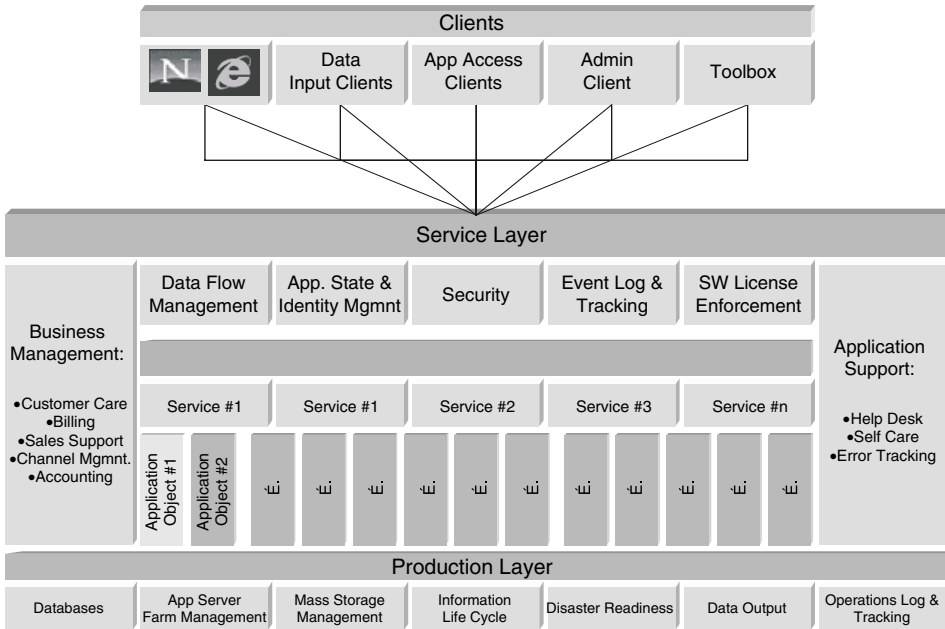 Clients
N
e
Data
Input Clients
App Access
Clients
Admin
Client
Toolbox
Service Layer
Business
Management:
•Customer Care
•Billing
•Sales Support
•Channel Mgmnt.
•Accounting
Data Flow
Management
App. State &
Identity Mgmnt
Security
Event Log &
Tracking
SW License
Enforcement
Application
Support:
•Help Desk
•Self Care
•Error Tracking
Service #1
Service #1
Service #2
Service #3
Service #n
Application
Object #1
Application
Object #2
É.
É.
É.
É.
É.
É.
É.
É.
É.
É.
É.
Production Layer
Databases
App Server
Farm Management
Mass Storage
Management
Information
Life Cycle
Disaster Readiness
Data Output
Operations Log &
Tracking